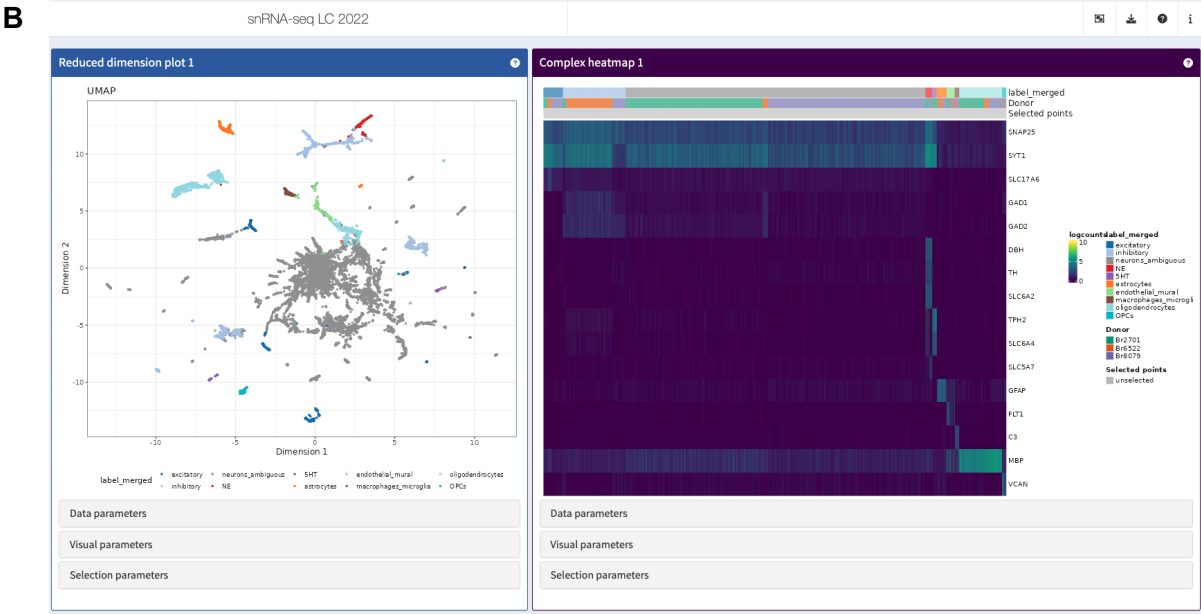 B
snRNA-seq LC 2022
i
Reduced dimension plot 1
?
Complex heatmap 1
?
UMAP
Dimension 2
10
5
0
-5
-10
-10
-5
0
5
10
Dimension 1
label_merged
excitatory
neurons_ambiguous
5HT
endothelial_mural
oligodendrocytes
inhibitory
NE
astrocytes
macrophages_microglia
OPCs
label_merged
Donor
Selected points
SNAP25
SYT1
SLC17A6
GAD1
GAD2
DBH
TH
SLC6A2
TPH2
SLC6A4
SLC5A7
GFAP
FLT1
C3
MBP
VCAN
logcounts
10
5
0
label_merged
excitatory
inhibitory
neurons_ambiguous
NE
5HT
astrocytes
endothelial_mural
macrophages_microgli
oligodendrocytes
OPCs
Donor
Br2701
Br6522
Br8079
Selected points
unselected
Data parameters
Visual parameters
Selection parameters
Data parameters
Visual parameters
Selection parameters